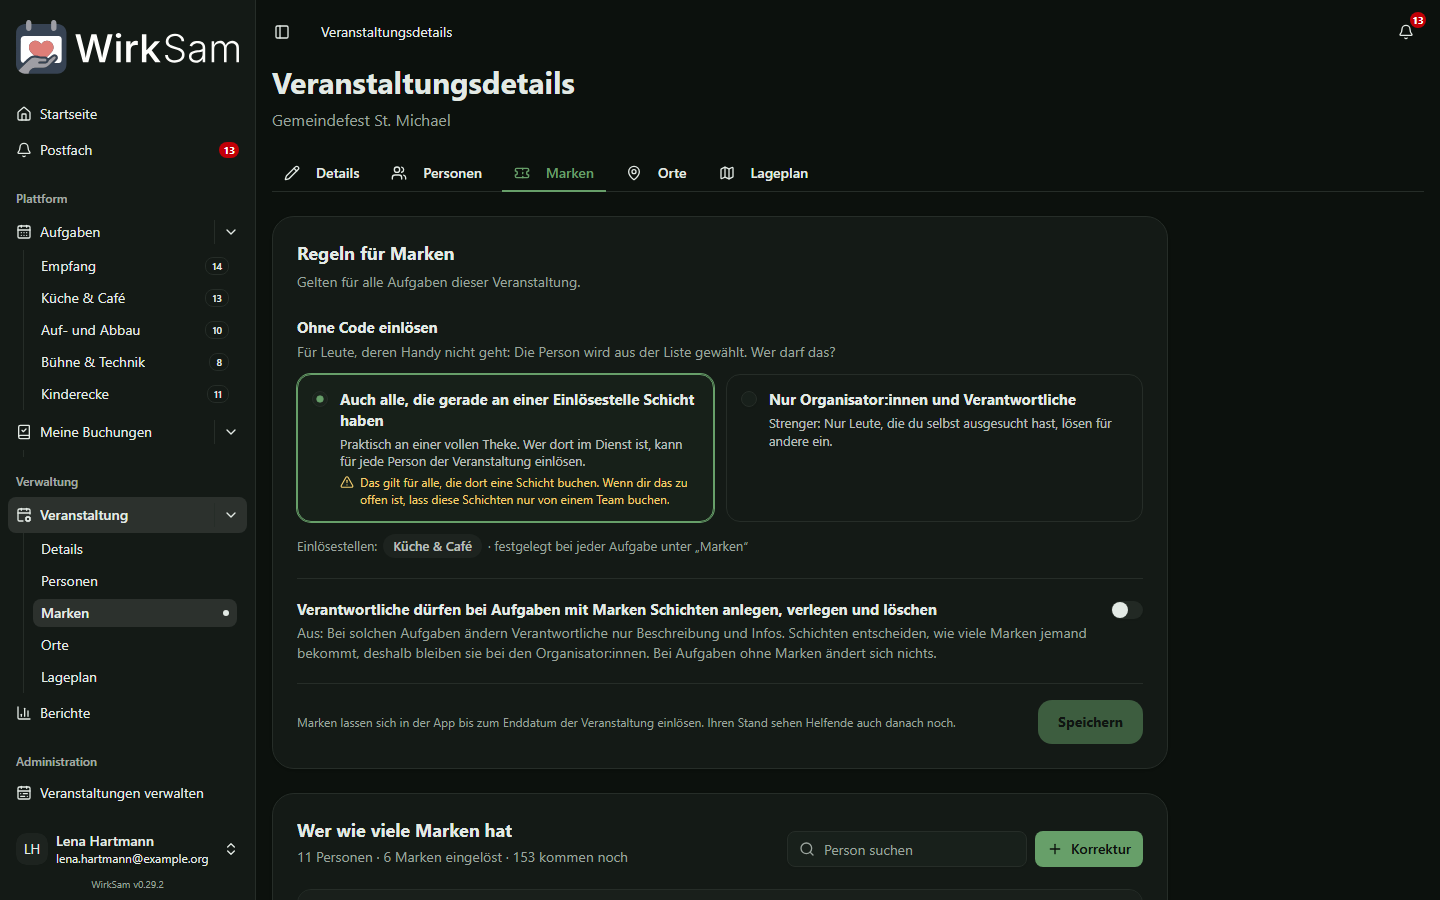 WirkSam
Startseite
Postfach
13
Plattform
Aufgaben
Empfang
14
Küche & Café
13
Auf- und Abbau
10
Bühne & Technik
8
Kinderecke
11
Meine Buchungen
Verwaltung
Veranstaltung
Details
Personen
Marken
Orte
Lageplan
Berichte
Administration
Veranstaltungen verwalten
LH
Lena Hartmann
lena.hartmann@example.org
WirkSam v0.29.2
Veranstaltungsdetails
13
Veranstaltungsdetails
Gemeindefest St. Michael
Details
Personen
Marken
Orte
Lageplan
Regeln für Marken
Gelten für alle Aufgaben dieser Veranstaltung.
Ohne Code einlösen
Für Leute, deren Handy nicht geht: Die Person wird aus der Liste gewählt. Wer darf das?
Auch alle, die gerade an einer Einlösestelle Schicht
haben
Praktisch an einer vollen Theke. Wer dort im Dienst ist, kann
für jede Person der Veranstaltung einlösen.
Das gilt für alle, die dort eine Schicht buchen. Wenn dir das zu
offen ist, lass diese Schichten nur von einem Team buchen.
Nur Organisator:innen und Verantwortliche
Strenger: Nur Leute, die du selbst ausgesucht hast, lösen für
andere ein.
Einlösestellen: Küche & Café · festgelegt bei jeder Aufgabe unter „Marken“
Verantwortliche dürfen bei Aufgaben mit Marken Schichten anlegen, verlegen und löschen
Aus: Bei solchen Aufgaben ändern Verantwortliche nur Beschreibung und Infos. Schichten entscheiden, wie viele Marken jemand
bekommt, deshalb bleiben sie bei den Organisator:innen. Bei Aufgaben ohne Marken ändert sich nichts.
Marken lassen sich in der App bis zum Enddatum der Veranstaltung einlösen. Ihren Stand sehen Helfende auch danach noch.
Speichern
Wer wie viele Marken hat
11 Personen · 6 Marken eingelöst · 153 kommen noch
Person suchen
Korrektur